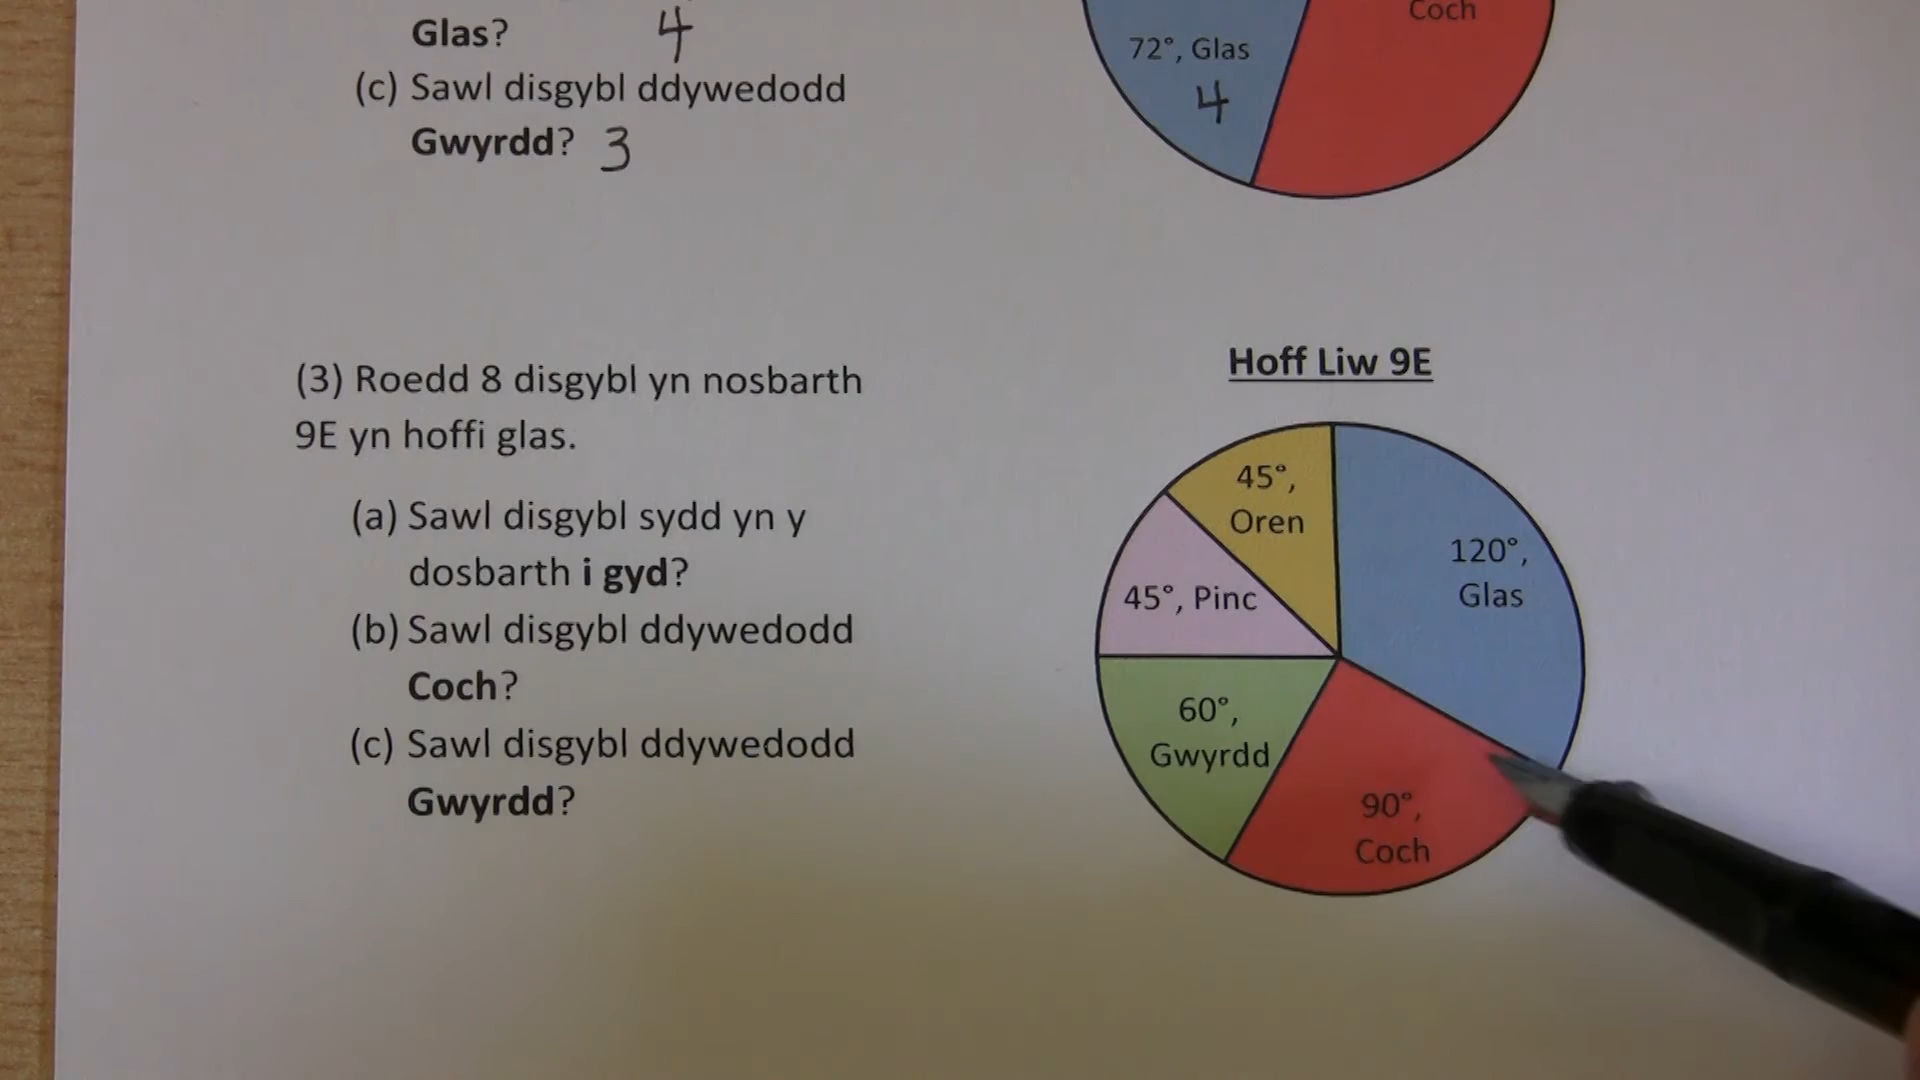 Glas? 4
(c) Sawl disgybl ddywedodd
Gwyrdd? 3
Coch
72°, Glas
4
(3) Roedd 8 disgybl yn nosbarth
9E yn hoffi glas.
(a) Sawl disgybl sydd yn y
dosbarth i gyd?
(b) Sawl disgybl ddywedodd
Coch?
(c) Sawl disgybl ddywedodd
Gwyrdd?
Hoff Liw 9E
45°,
Oren
120°,
Glas
45°, Pinc
60°,
Gwyrdd
90°,
Coch